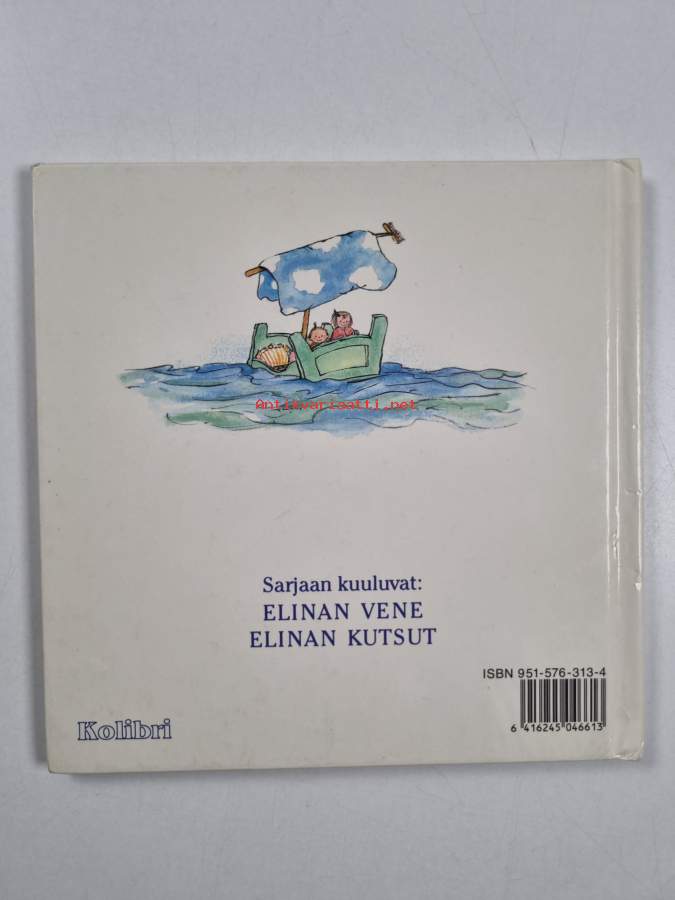 Antikvariaatti.net
Sarjaan kuuluvat:
ELINAN VENE
ELINAN KUTSUT
ISBN 951-576-313-4
6 416245 046613
Kolibri